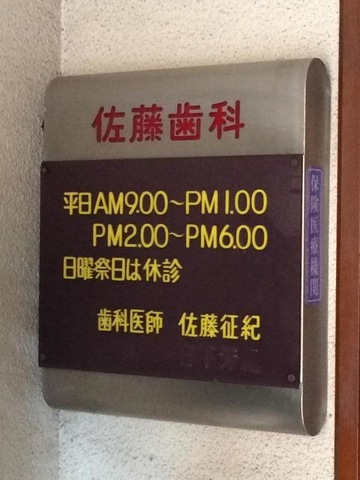 佐藤歯科
平日AM9.00～PM1.00
PM2.00～PM6.00
日曜祭日は休診
歯科医師 佐藤征紀
保険医療機関